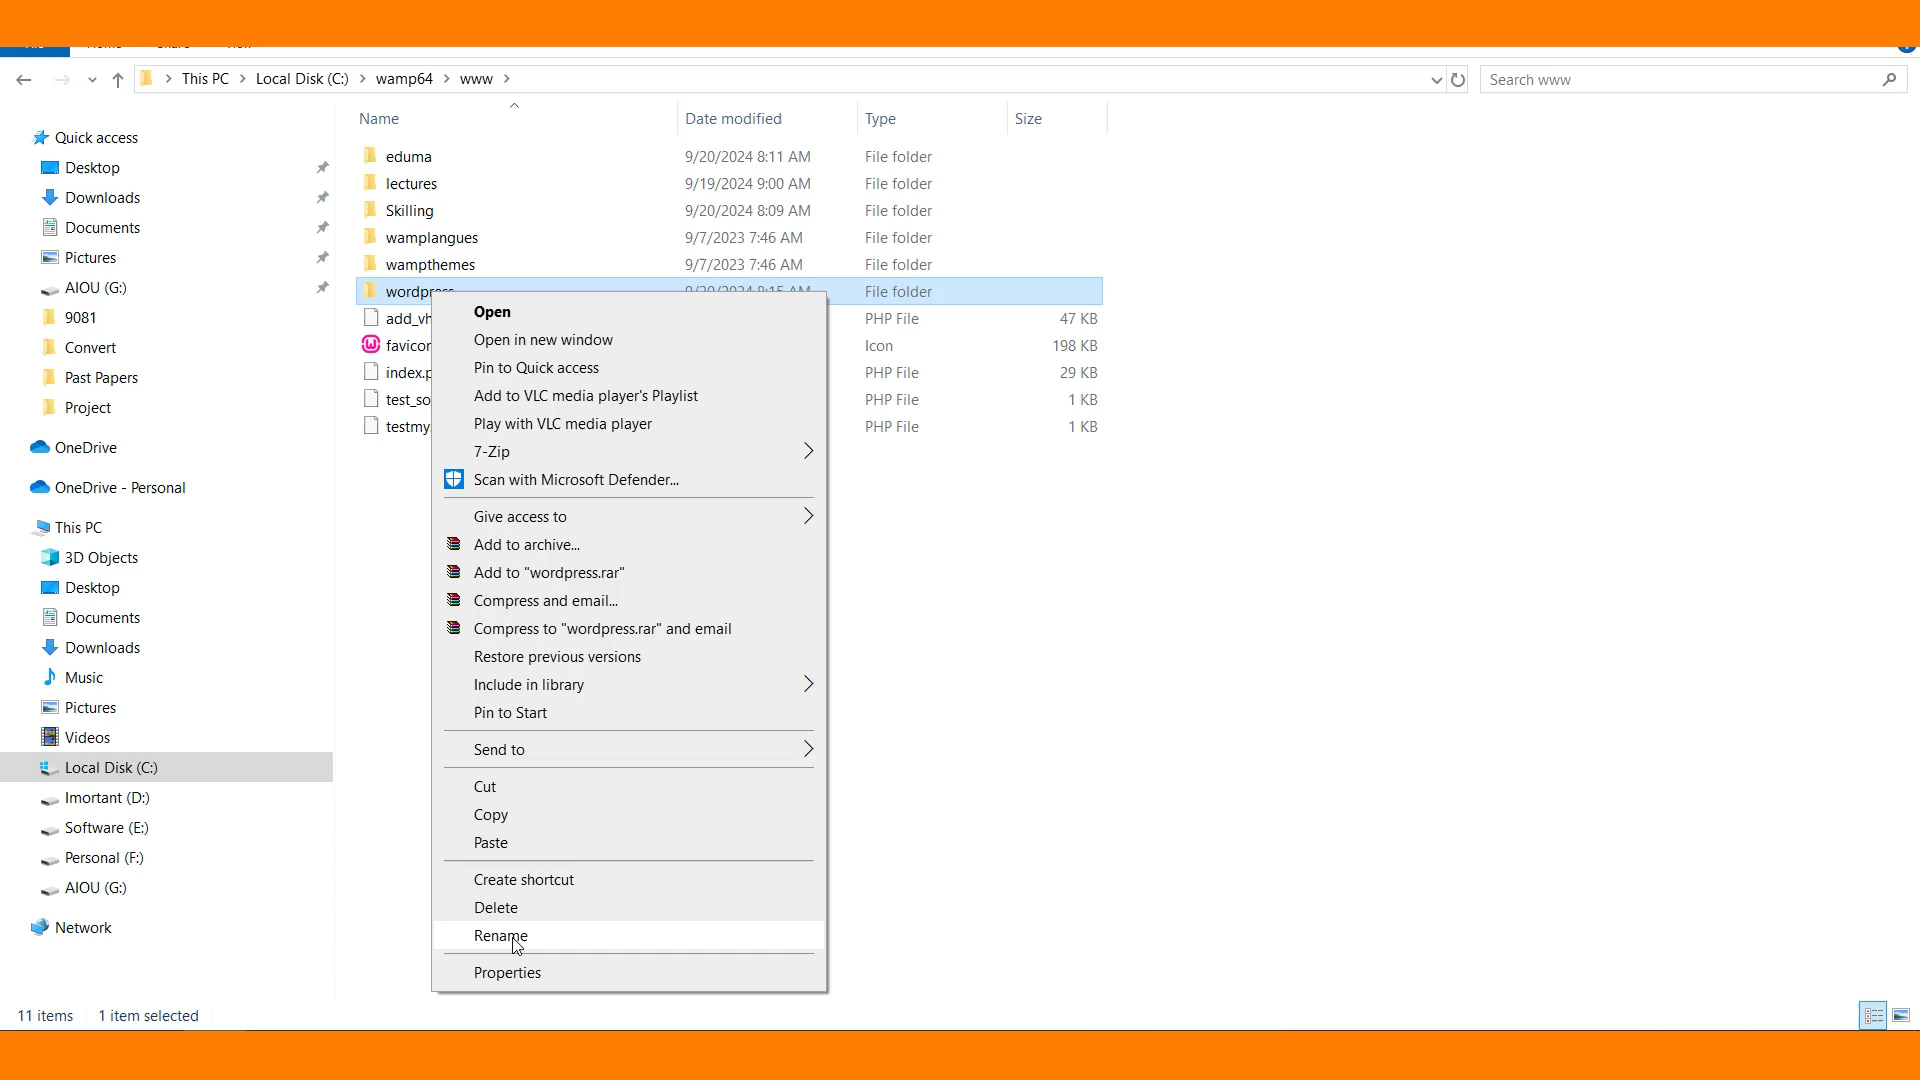 This PC > Local Disk (C:) > wamp64 > www >
Search www
Name
Date modified
Type
Size
Quick access
Desktop
Downloads
Documents
Pictures
AIOU (G:)
9081
Convert
Past Papers
Project
OneDrive
OneDrive - Personal
This PC
3D Objects
Desktop
Documents
Downloads
Music
Pictures
Videos
Local Disk (C:)
Imortant (D:)
Software (E:)
Personal (F:)
AIOU (G:)
Network
eduma 9/20/2024 8:11 AM File folder
lectures 9/19/2024 9:00 AM File folder
Skilling 9/20/2024 8:09 AM File folder
wamplangues 9/7/2023 7:46 AM File folder
wampthemes 9/7/2023 7:46 AM File folder
wordpress 9/20/2024 8:15 AM File folder
add_vh PHP File 47 KB
favicon Icon 198 KB
index.p PHP File 29 KB
test_so PHP File 1 KB
testmy PHP File 1 KB
Open
Open in new window
Pin to Quick access
Add to VLC media player's Playlist
Play with VLC media player
7-Zip
Scan with Microsoft Defender...
Give access to
Add to archive...
Add to "wordpress.rar"
Compress and email...
Compress to "wordpress.rar" and email
Restore previous versions
Include in library
Pin to Start
Send to
Cut
Copy
Paste
Create shortcut
Delete
Rename
Properties
11 items 1 item selected